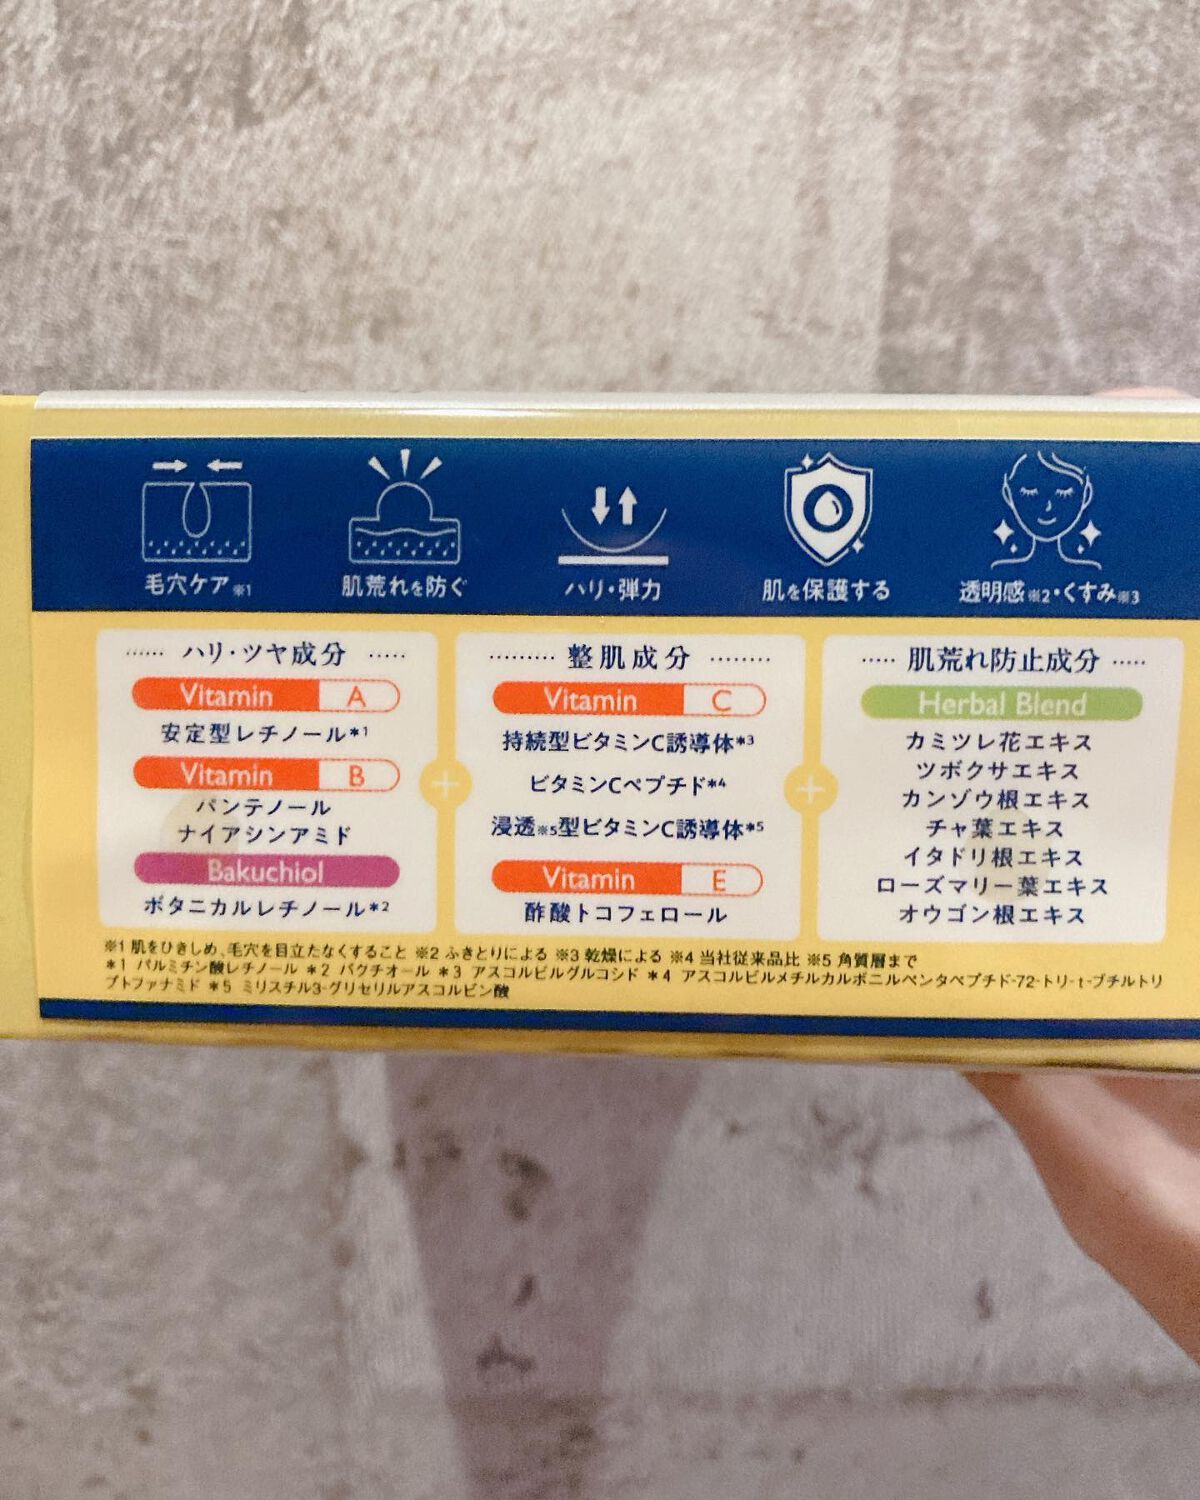 毛穴ケア※1
肌荒れを防ぐ
ハリ・弾力
肌を保護する
透明感※2・くすみ※3
ハリ・ツヤ成分
Vitamin A
安定型レチノール*1
Vitamin B
パンテノール
ナイアシンアミド
Bakuchiol
ボタニカルレチノール*2
+
整肌成分
Vitamin C
持続型ビタミンC誘導体*3
ビタミンCペプチド*4
浸透※5型ビタミンC誘導体*5
Vitamin E
酢酸トコフェロール
+
肌荒れ防止成分
Herbal Blend
カミツレ花エキス
ツボクサエキス
カンゾウ根エキス
チャ葉エキス
イタドリ根エキス
ローズマリー葉エキス
オウゴン根エキス
※1 肌をひきしめ、毛穴を目立たなくすること ※2 ふきとりによる ※3 乾燥による ※4 当社従来品比 ※5 角質層まで
*1 パルミチン酸レチノール *2 バクチオール *3 アスコルビルグルコシド *4 アスコルビルメチルカルボニルペンタペプチド-72-トリ-t-ブチルトリ
プトファナミド *5 ミリスチル3-グリセリルアスコルビン酸